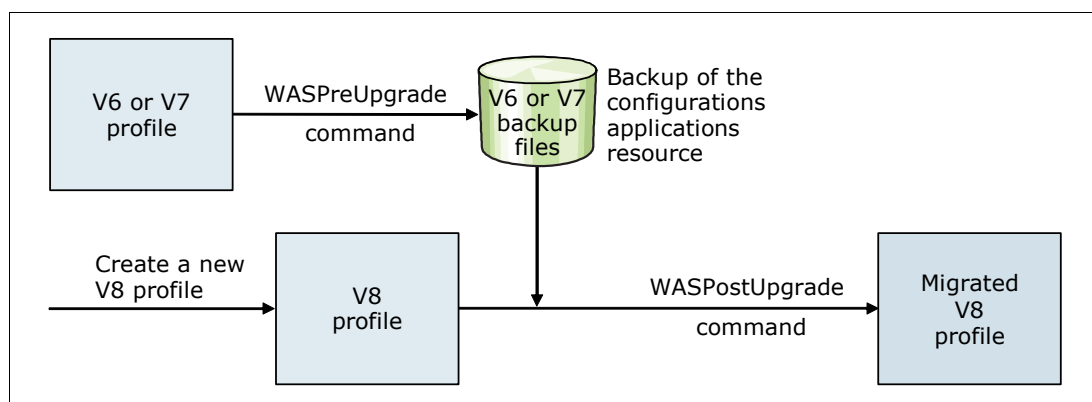 V6 or V7
profile
WASPreUpgrade
command
V6 or V7
backup
files
Backup of the
configurations
applications
resource
Create a new
V8 profile
V8
profile
WASPostUpgrade
command
Migrated
V8
profile